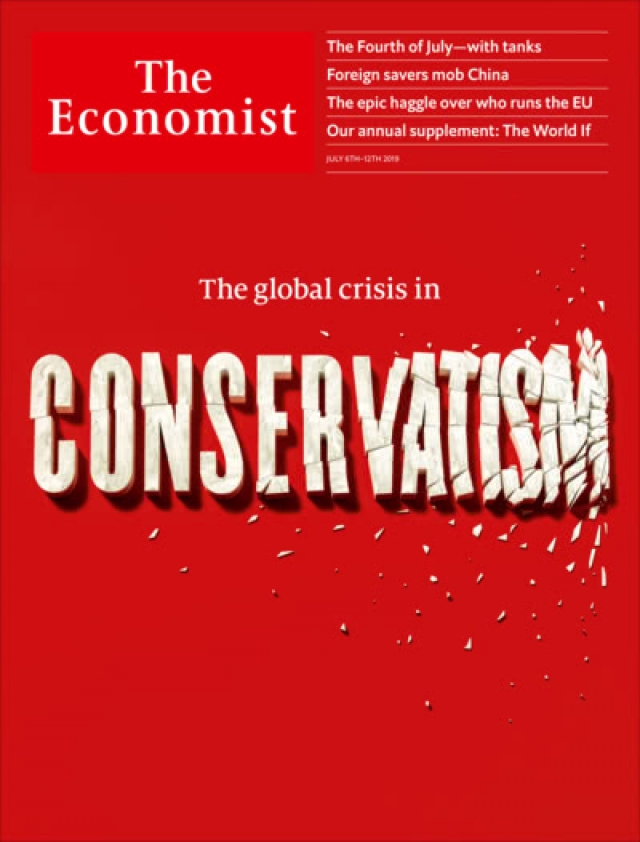 The
Economist
The Fourth of July—with tanks
Foreign savers mob China
The epic haggle over who runs the EU
Our annual supplement: The World If
JULY 6TH–12TH 2019
The global crisis in
CONSERVATISM